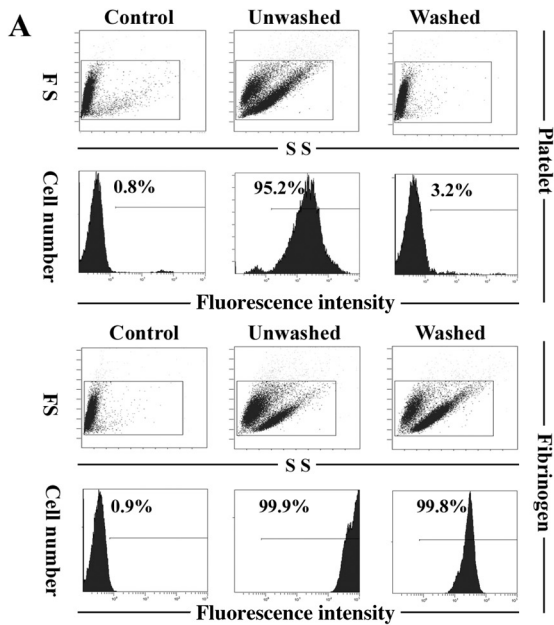 A
Control Unwashed Washed
FS
SS
Platelet
Cell number
0.8% 95.2% 3.2%
Fluorescence intensity
Control Unwashed Washed
FS
SS
Fibrinogen
Cell number
0.9% 99.9% 99.8%
Fluorescence intensity